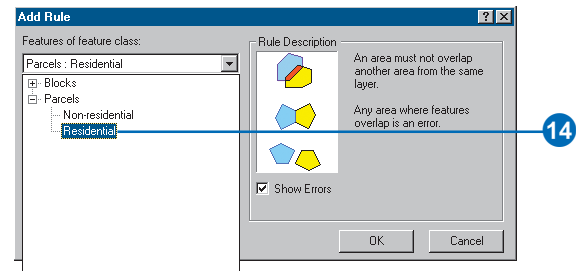 Add Rule
Features of feature class:
Parcels : Residential
Blocks
Parcels
Non-residential
Residential
Rule Description
An area must not overlap
another area from the same
layer.
Any area where features
overlap is an error.
Show Errors
OK
Cancel
14